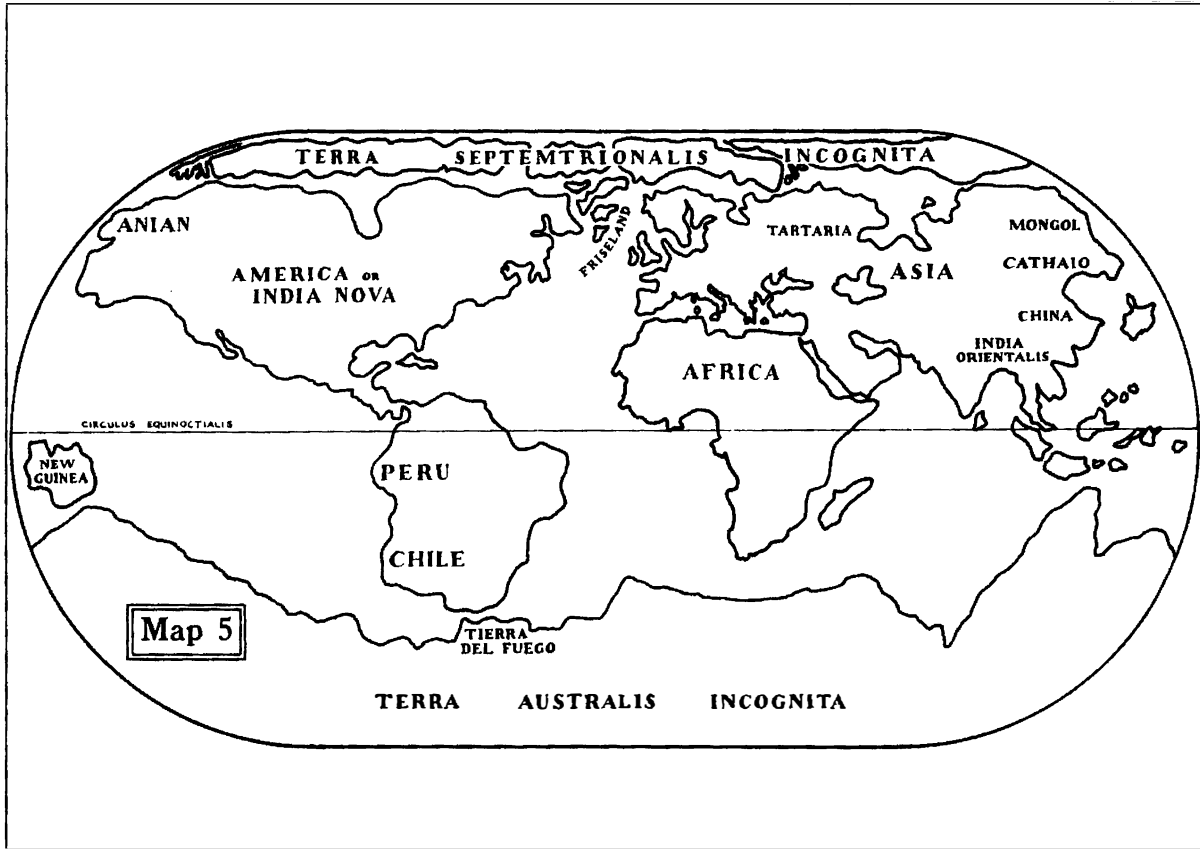 TERRA SEPTEMTRIONALIS INCOGNITA
ANIAN
AMERICA OR
INDIA NOVA
FRISELAND
TARTARIA
MONGOL
CATHAIO
ASIA
CHINA
INDIA
ORIENTALIS
AFRICA
CIRCULUS EQUINOCTIALIS
NEW
GUINEA
PERU
CHILE
Map 5
TIERRA
DEL FUEGO
TERRA AUSTRALIS INCOGNITA